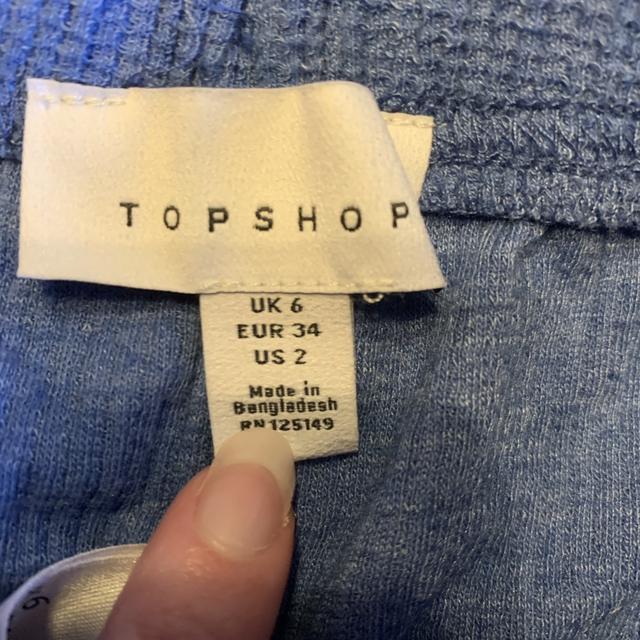 TOPSHOP
UK 6
EUR 34
US 2
Made in
Bangladesh
RN 125149